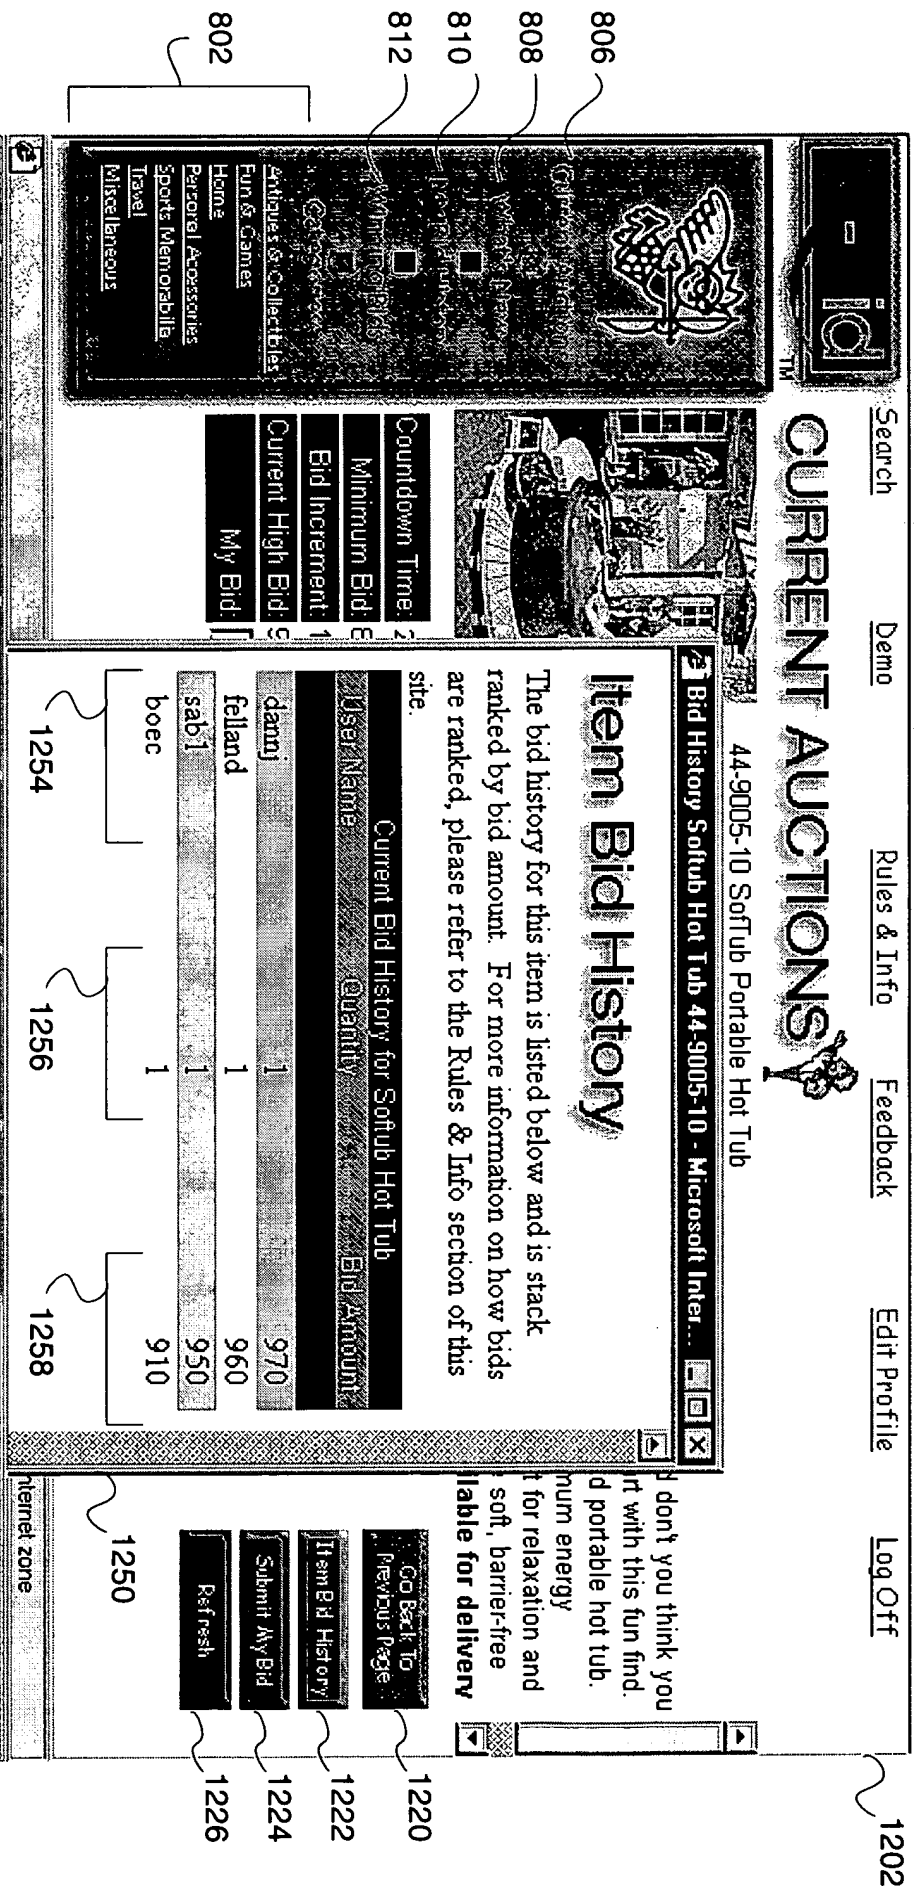 1202
id
TM
Search Demo Rules & Info Feedback Edit Profile Log Off
CURRENT AUCTIONS
44-9005-10 SofTub Portable Hot Tub
806
808
810
812
802
Antiques & Collectibles
Fun & Games
Home
Personal Accessories
Sports Memorabilia
Travel
Miscellaneous
Countdown Time: 2
Minimum Bid:
Bid Increment: 1
Current High Bid: 9
My Bid:
Bid History Softub Hot Tub 44-9005-10 - Microsoft Inter...
Item Bid History
The bid history for this item is listed below and is stack
ranked by bid amount. For more information on how bids
are ranked, please refer to the Rules & Info section of this
site.
Current Bid History for Softub Hot Tub
User Name Quantity Bid Amount
dannj 1 970
felland 1 960
sab1 1 950
boec 1 910
1254
1256
1258
1250
d don't you think you
rt with this fun find.
d portable hot tub.
mum energy
t for relaxation and
soft, barrier-free
ilable for delivery
Go Back To
Previous Page
Item Bid History
Submit My Bid
Refresh
1220
1222
1224
1226
nternet zone